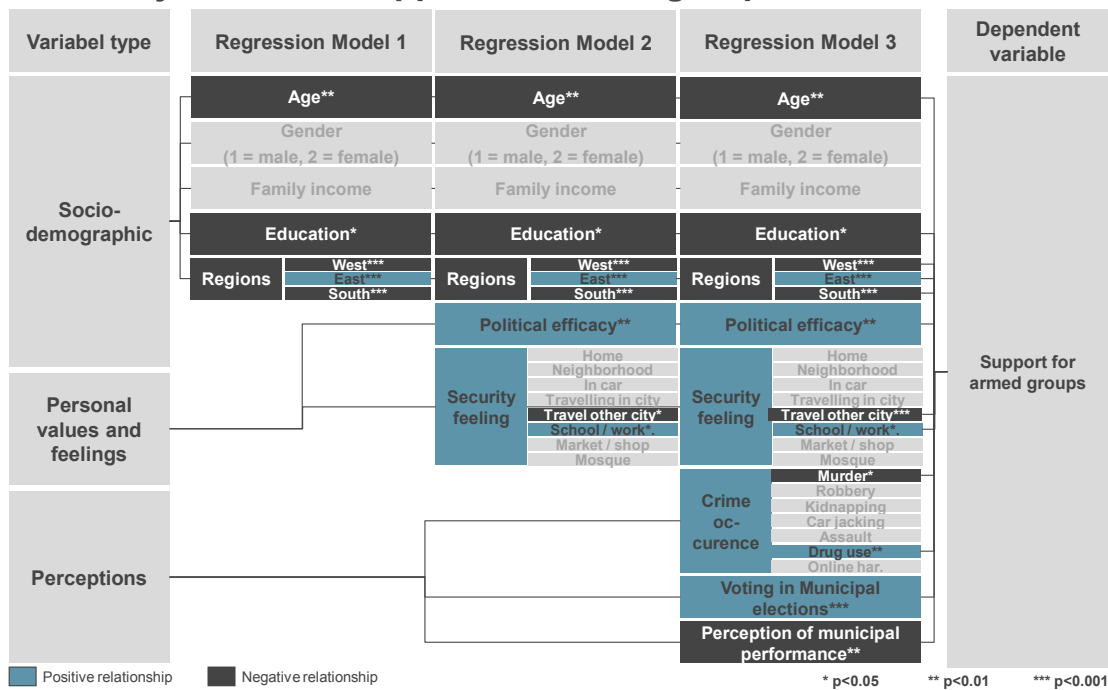 Variabel type
Regression Model 1
Regression Model 2
Regression Model 3
Dependent
variable
Socio-
demographic
Age**
Age**
Age**
Gender
(1 = male, 2 = female)
Gender
(1 = male, 2 = female)
Gender
(1 = male, 2 = female)
Family income
Family income
Family income
Education*
Education*
Education*
Regions
West***
East***
South***
Regions
West***
East***
South***
Regions
West***
East***
South***
Personal
values and
feelings
Political efficacy**
Political efficacy**
Security
feeling
Home
Neighborhood
In car
Travelling in city
Travel other city*
School / work*.
Market / shop
Mosque
Security
feeling
Home
Neighborhood
In car
Travelling in city
Travel other city***
School / work*.
Market / shop
Mosque
Perceptions
Crime
oc-
curence
Murder*
Robbery
Kidnapping
Car jacking
Assault
Drug use**
Online har.
Voting in Municipal
elections***
Perception of municipal
performance**
Support for
armed groups
Positive relationship
Negative relationship
* p<0.05
** p<0.01
*** p<0.001